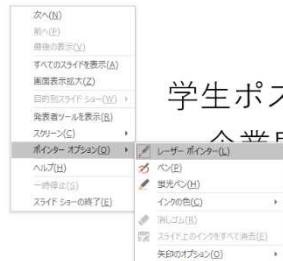 次へ(N)
前へ(P)
最後の表示(V)
すべてのスライドを表示(A)
画面表示拡大(Z)
目的別スライド ショー(W)
発表者ツールを表示(R)
スクリーン(C)
ポインター オプション(O)
ヘルプ(H)
一時停止(S)
スライド ショーの終了(E)
レーザー ポインター(L)
ペン(P)
蛍光ペン(H)
インクの色(C)
消しゴム(R)
スライド上のインクをすべて消去(E)
矢印のオプション(O)
学生ポス
企業